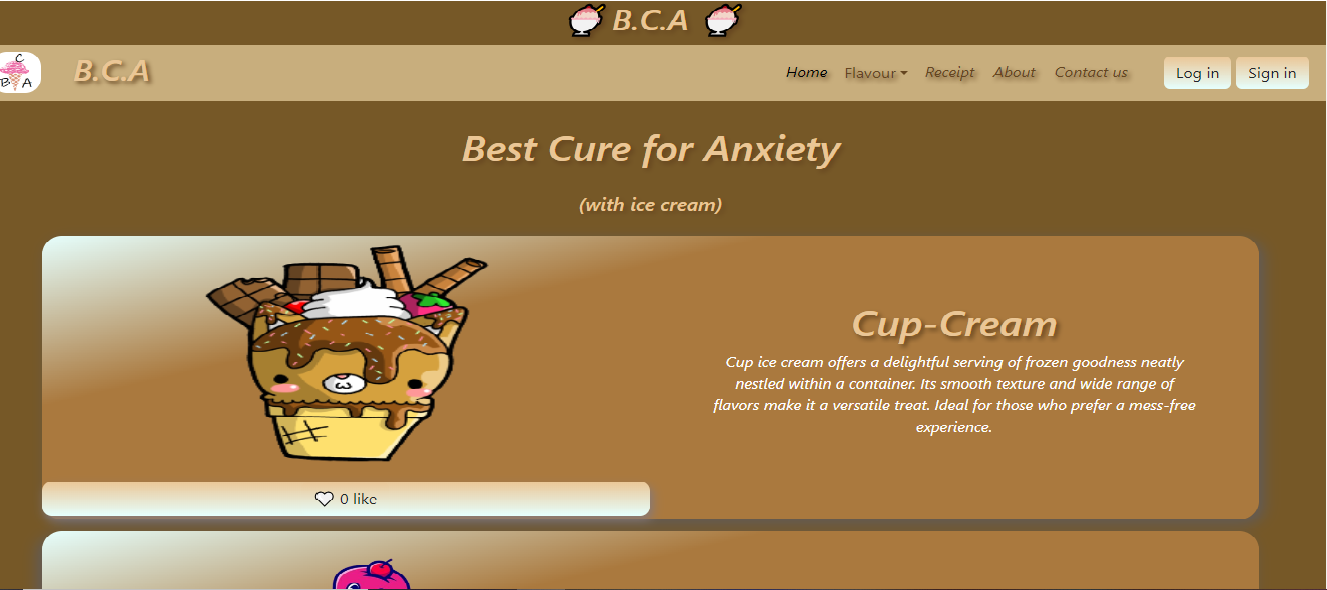 B.C.A
C
B A
B.C.A
Home Flavour Receipt About Contact us Log in Sign in
Best Cure for Anxiety
(with ice cream)
Cup-Cream
Cup ice cream offers a delightful serving of frozen goodness neatly
nestled within a container. Its smooth texture and wide range of
flavors make it a versatile treat. Ideal for those who prefer a mess-free
experience.
0 like